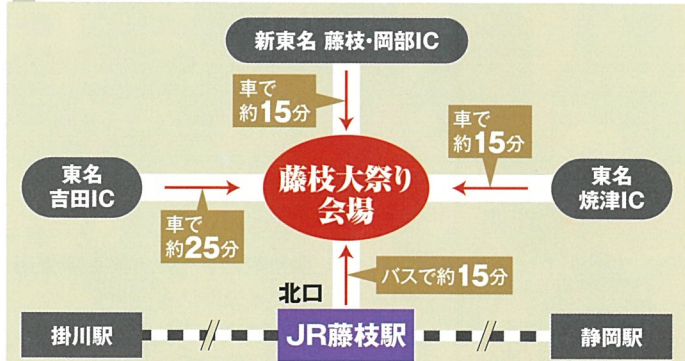 新東名 藤枝・岡部IC
車で
約15分
車で
約15分
東名
吉田IC
藤枝大祭り
会場
東名
焼津IC
車で
約25分
バスで約15分
北口
掛川駅
JR藤枝駅
静岡駅